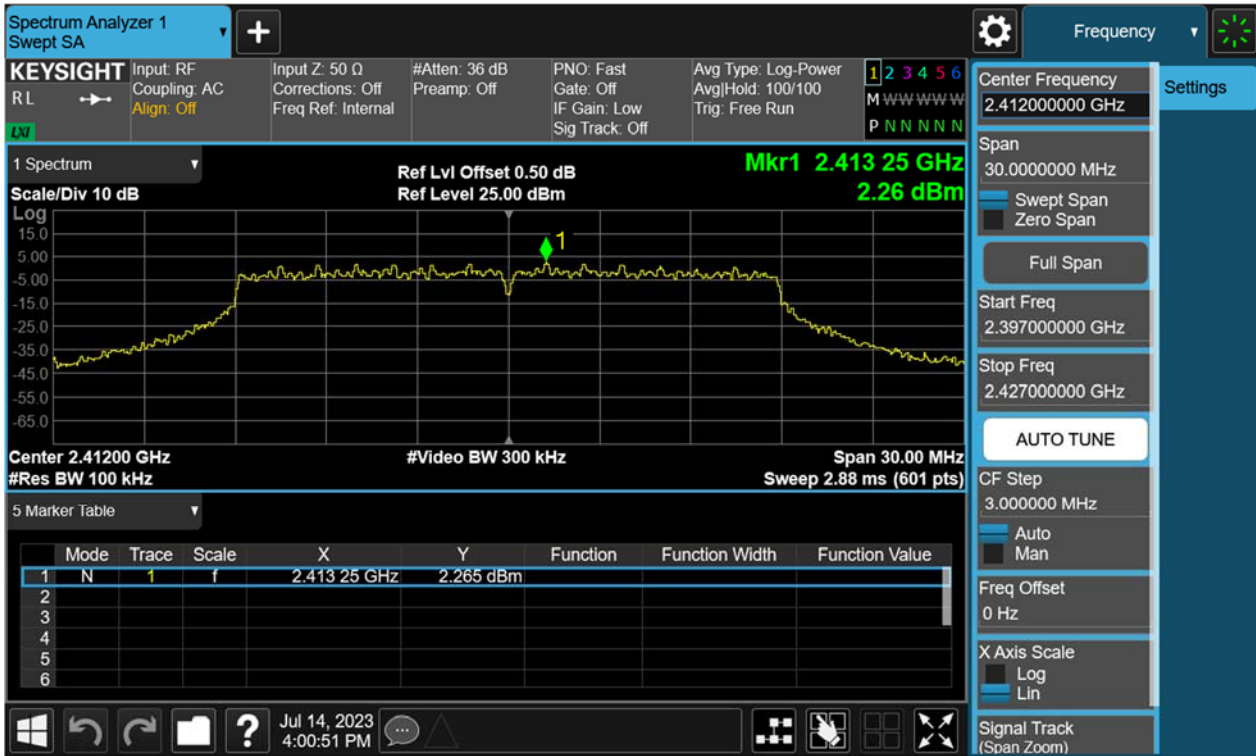 Spectrum Analyzer 1
Swept SA
Frequency
KEYSIGHT
R L
LXI
Input: RF
Coupling: AC
Align: Off
Input Z: 50 Ω
Corrections: Off
Freq Ref: Internal
#Atten: 36 dB
Preamp: Off
PNO: Fast
Gate: Off
IF Gain: Low
Sig Track: Off
Avg Type: Log-Power
Avg|Hold: 100/100
Trig: Free Run
1 2 3 4 5 6
M W W W W W
P N N N N N
1 Spectrum
Scale/Div 10 dB
Ref Lvl Offset 0.50 dB
Ref Level 25.00 dBm
Mkr1 2.413 25 GHz
2.26 dBm
Log
15.0
5.00
-5.00
-15.0
-25.0
-35.0
-45.0
-55.0
-65.0
1
Center 2.41200 GHz
#Video BW 300 kHz
Span 30.00 MHz
#Res BW 100 kHz
Sweep 2.88 ms (601 pts)
5 Marker Table
Mode Trace Scale X Y Function Function Width Function Value
1 N 1 f 2.413 25 GHz 2.265 dBm
2
3
4
5
6
Center Frequency
2.412000000 GHz
Settings
Span
30.0000000 MHz
Swept Span
Zero Span
Full Span
Start Freq
2.397000000 GHz
Stop Freq
2.427000000 GHz
AUTO TUNE
CF Step
3.000000 MHz
Auto
Man
Freq Offset
0 Hz
X Axis Scale
Log
Lin
Signal Track
(Span Zoom)
?
Jul 14, 2023
4:00:51 PM